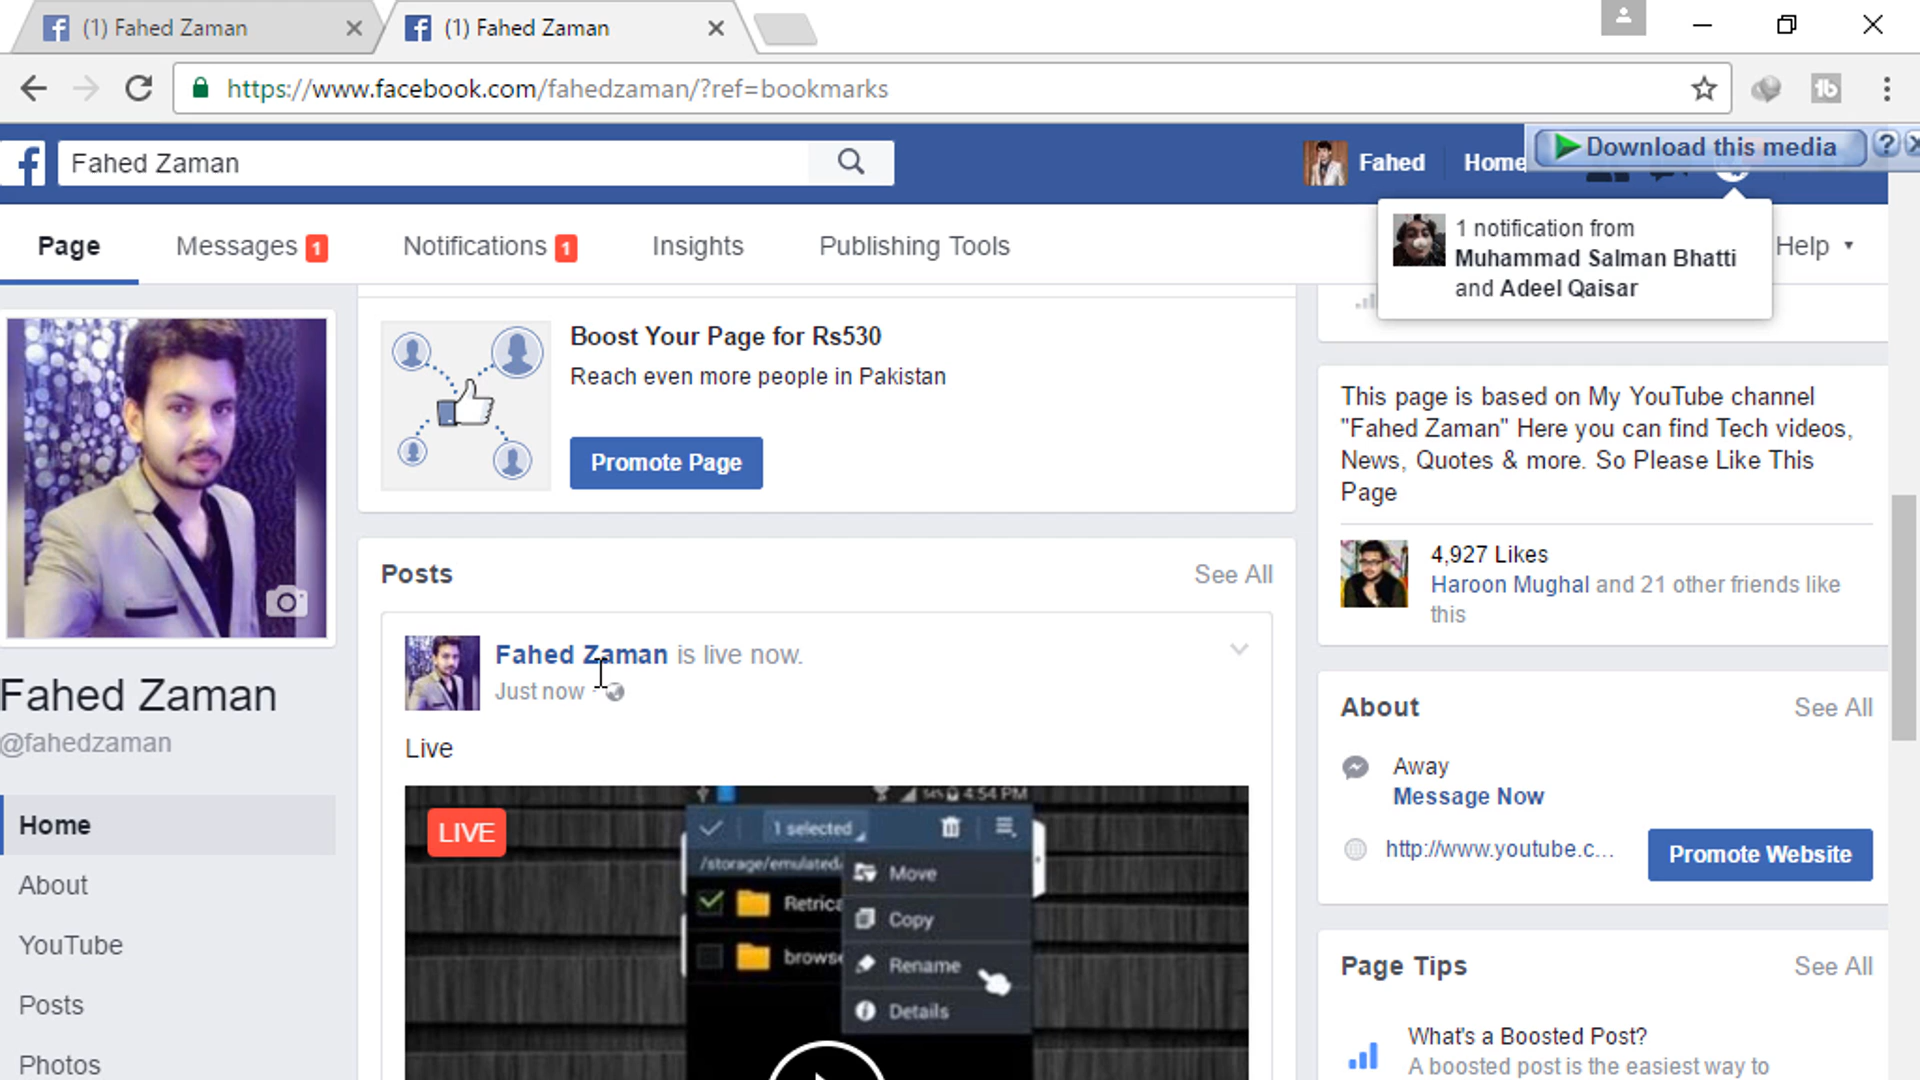 (1) Fahed Zaman
(1) Fahed Zaman
https://www.facebook.com/fahedzaman/?ref=bookmarks
Fahed Zaman
Fahed
Home
Download this media
?
Page
Messages 1
Notifications 1
Insights
Publishing Tools
Help
1 notification from
Muhammad Salman Bhatti
and Adeel Qaisar
Boost Your Page for Rs530
Reach even more people in Pakistan
Promote Page
Fahed Zaman
@fahedzaman
Home
About
YouTube
Posts
Photos
Posts
See All
Fahed Zaman is live now.
Just now
Live
LIVE
54% 4:54 PM
1 selected
/storage/emulated
Retrica
browse
Move
Copy
Rename
Details
This page is based on My YouTube channel
"Fahed Zaman" Here you can find Tech videos,
News, Quotes & more. So Please Like This
Page
4,927 Likes
Haroon Mughal and 21 other friends like
this
About
See All
Away
Message Now
http://www.youtube.c...
Promote Website
Page Tips
See All
What's a Boosted Post?
A boosted post is the easiest way to